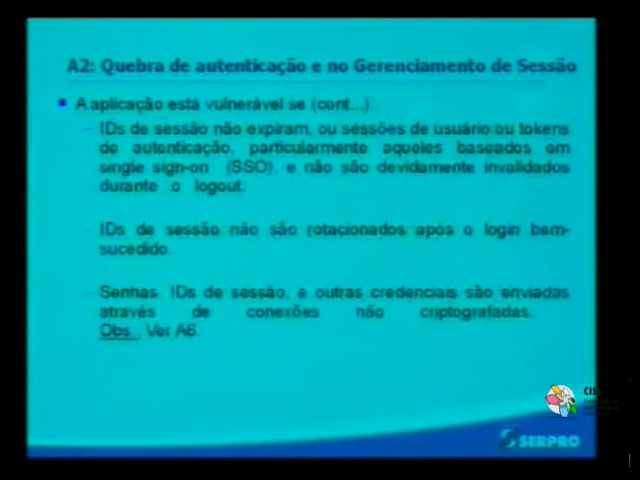 A2: Quebra de autenticação e no Gerenciamento de Sessão
A aplicação está vulnerável se (cont...):
– IDs de sessão não expiram, ou sessões de usuário ou tokens
de autenticação, particularmente aqueles baseados em
single sign-on (SSO), e não são devidamente invalidados
durante o logout.
– IDs de sessão não são rotacionados após o login bem-
sucedido.
– Senhas, IDs de sessão, e outras credenciais são enviadas
através de conexões não criptografadas.
Obs.: Ver A6.
SERPRO